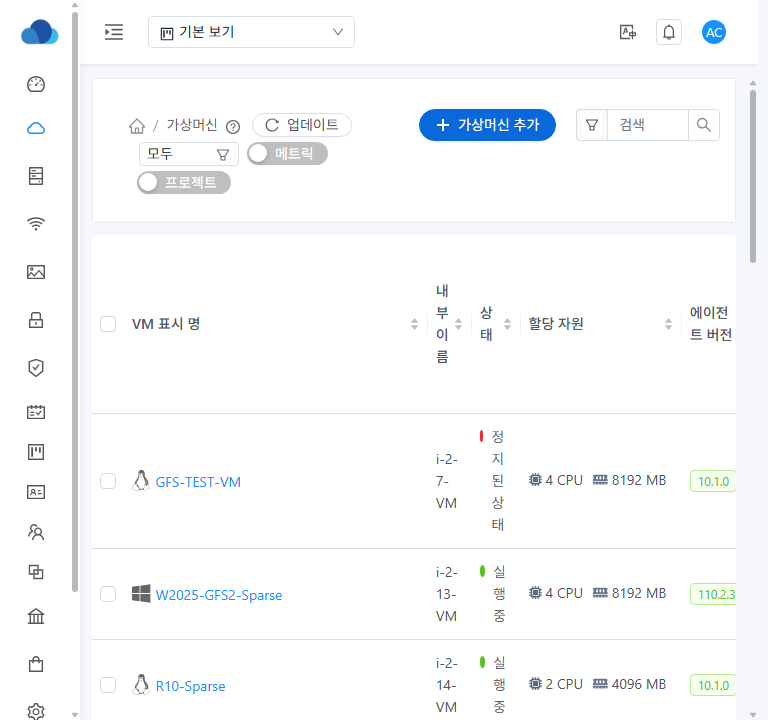 기본 보기
AC
/ 가상머신
업데이트
가상머신 추가
검색
모두
메트릭
프로젝트
VM 표시 명
내
부
이
름
상
태
할당 자원
에이전
트 버전
GFS-TEST-VM
i-2-
7-
VM
정
지
된
상
태
4 CPU
8192 MB
10.1.0
W2025-GFS2-Sparse
i-2-
13-
VM
실
행
중
4 CPU
8192 MB
110.2.3
R10-Sparse
i-2-
14-
VM
실
행
중
2 CPU
4096 MB
10.1.0